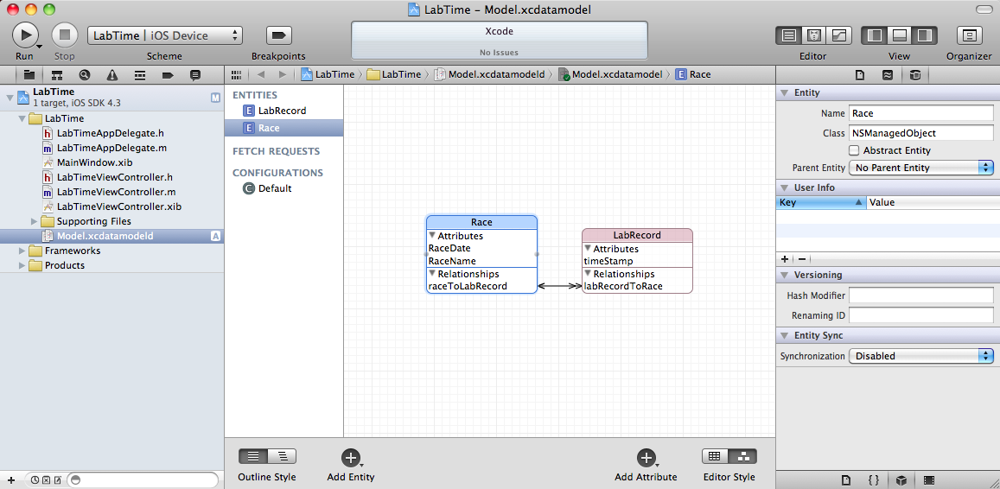 LabTime – Model.xcdatamodel
LabTime | iOS Device
Xcode
No Issues
Run
Stop
Scheme
Breakpoints
Editor
View
Organizer
LabTime
LabTime
Model.xcdatamodeld
Model.xcdatamodel
E Race
LabTime
M
1 target, iOS SDK 4.3
LabTime
h LabTimeAppDelegate.h
m LabTimeAppDelegate.m
MainWindow.xib
h LabTimeViewController.h
m LabTimeViewController.m
LabTimeViewController.xib
Supporting Files
Model.xcdatamodeld A
Frameworks
Products
ENTITIES
E LabRecord
E Race
FETCH REQUESTS
CONFIGURATIONS
C Default
Race
Attributes
RaceDate
RaceName
Relationships
raceToLabRecord
LabRecord
Attributes
timeStamp
Relationships
labRecordToRace
Entity
Name Race
Class NSManagedObject
Abstract Entity
Parent Entity No Parent Entity
User Info
Key Value
+ −
Versioning
Hash Modifier
Renaming ID
Entity Sync
Synchronization Disabled
Outline Style
Add Entity
Add Attribute
Editor Style
+
{ }